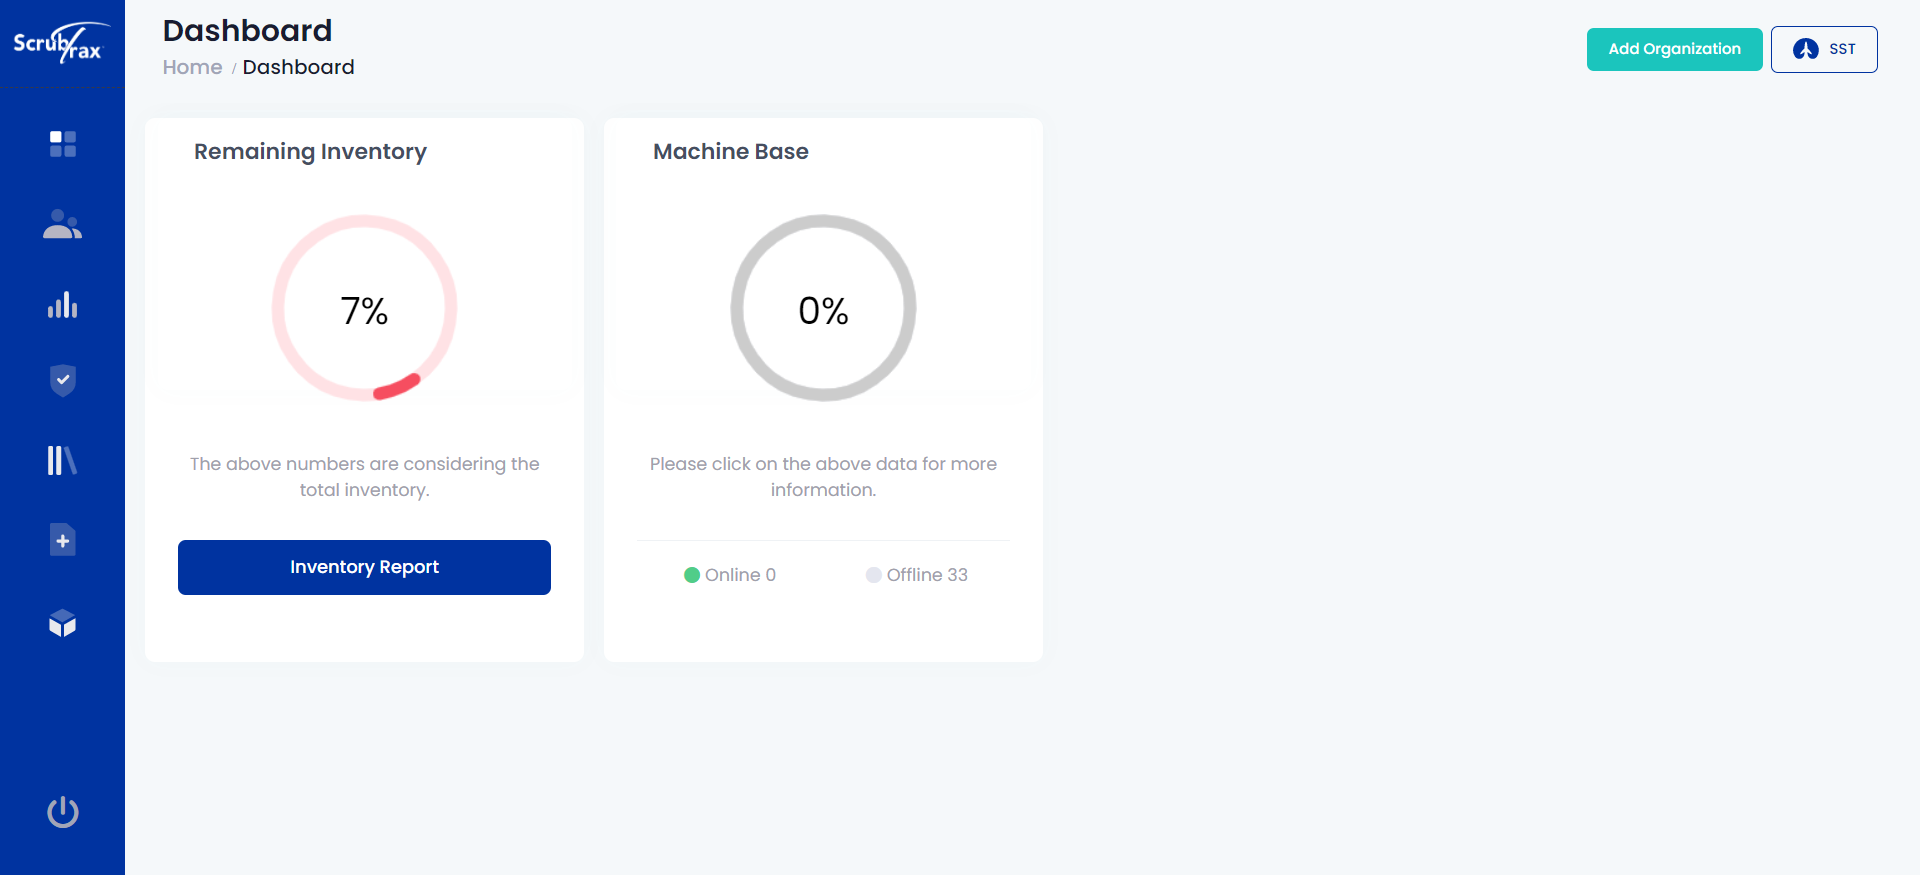 ScrubTrax
Dashboard
Home / Dashboard
Add Organization
SST
Remaining Inventory
7%
The above numbers are considering the
total inventory.
Inventory Report
Machine Base
0%
Please click on the above data for more
information.
Online 0
Offline 33